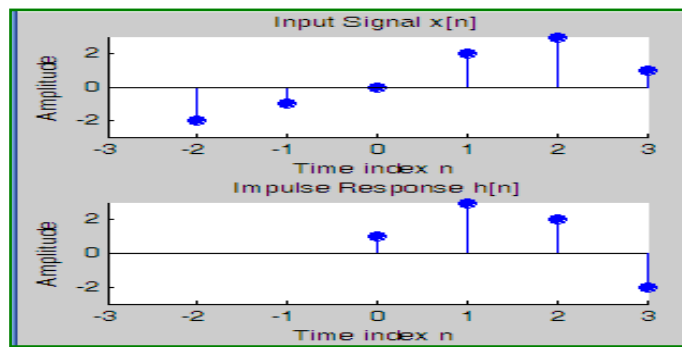 Input Signal x[n]
Amplitude
2
0
-2
-3 -2 -1 0 1 2 3
Time index n
Impulse Response h[n]
Amplitude
2
0
-2
-3 -2 -1 0 1 2 3
Time index n